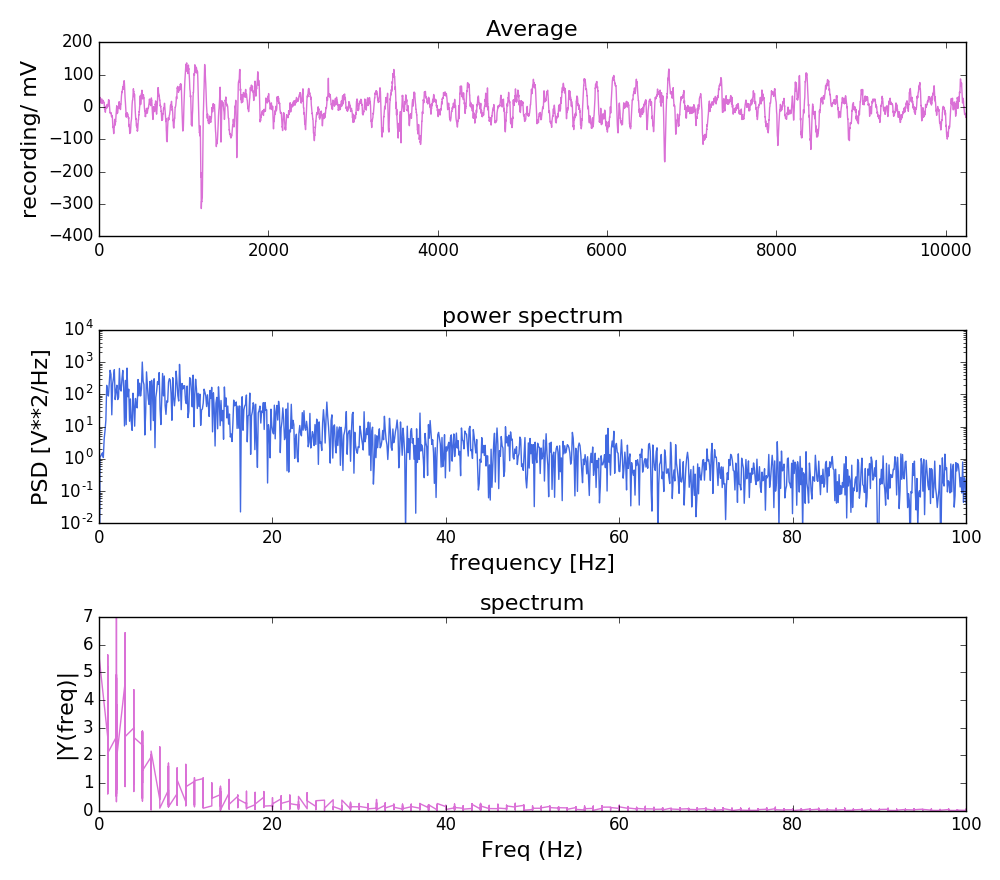 Average
200
100
0
−100
−200
−300
−400
recording/ mV
0 2000 4000 6000 8000 10000
power spectrum
10^4
10^3
10^2
10^1
10^0
10^-1
10^-2
PSD [V**2/Hz]
0 20 40 60 80 100
frequency [Hz]
spectrum
7
6
5
4
3
2
1
0
|Y(freq)|
0 20 40 60 80 100
Freq (Hz)